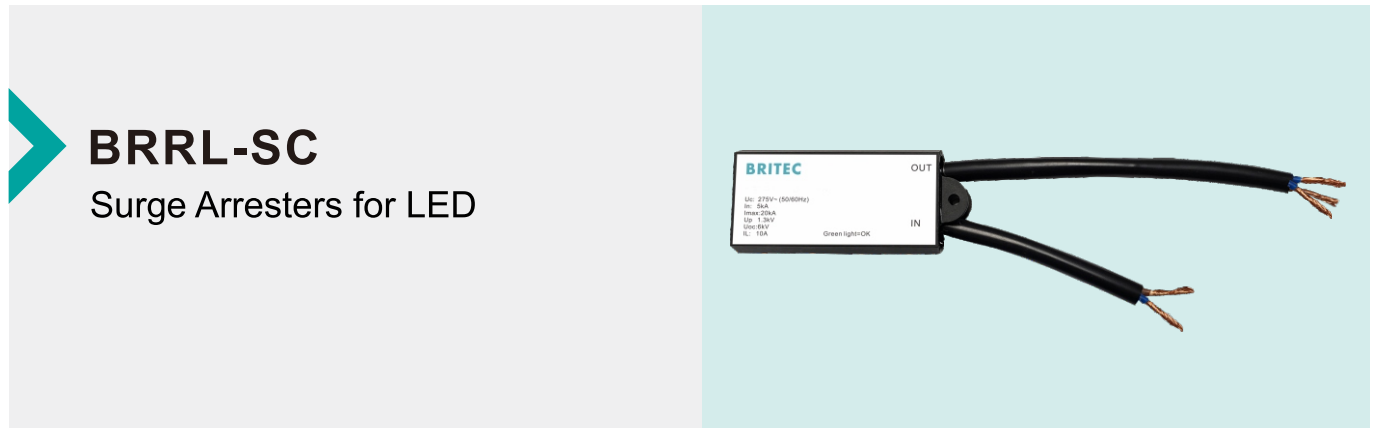 BRRL-SC
Surge Arresters for LED
BRITEC
OUT
Uc: 275V~ (50/60Hz)
In: 5kA
Imax:20kA
Up 1.3kV
Uoc:6kV
IL: 10A
Green light=OK
IN